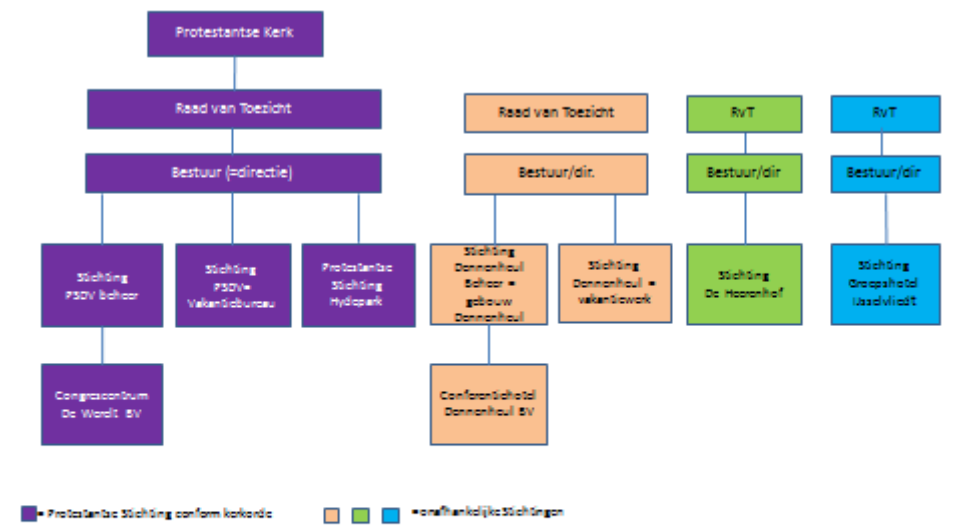 Protestantse Kerk
Raad van Toezicht
Bestuur (=directie)
Stichting
PSDV beheer
Stichting
PSDV=
Vakantiebureau
Protestantse
Stichting
Hydepark
Congrescentrum
De Werelt BV
Raad van Toezicht
Bestuur/dir.
Stichting
Dennenheul
Beheer =
gebouw
Dennenheul
Stichting
Dennenheul =
vakantiewerk
Conferentiehotel
Dennenheul BV
RvT
Bestuur/dir
Stichting
De Heerenhof
RvT
Bestuur/dir
Stichting
Groepshotel
IJsselvliedt
= Protestantse Stichting conform kerkorde
=onafhankelijke Stichtingen